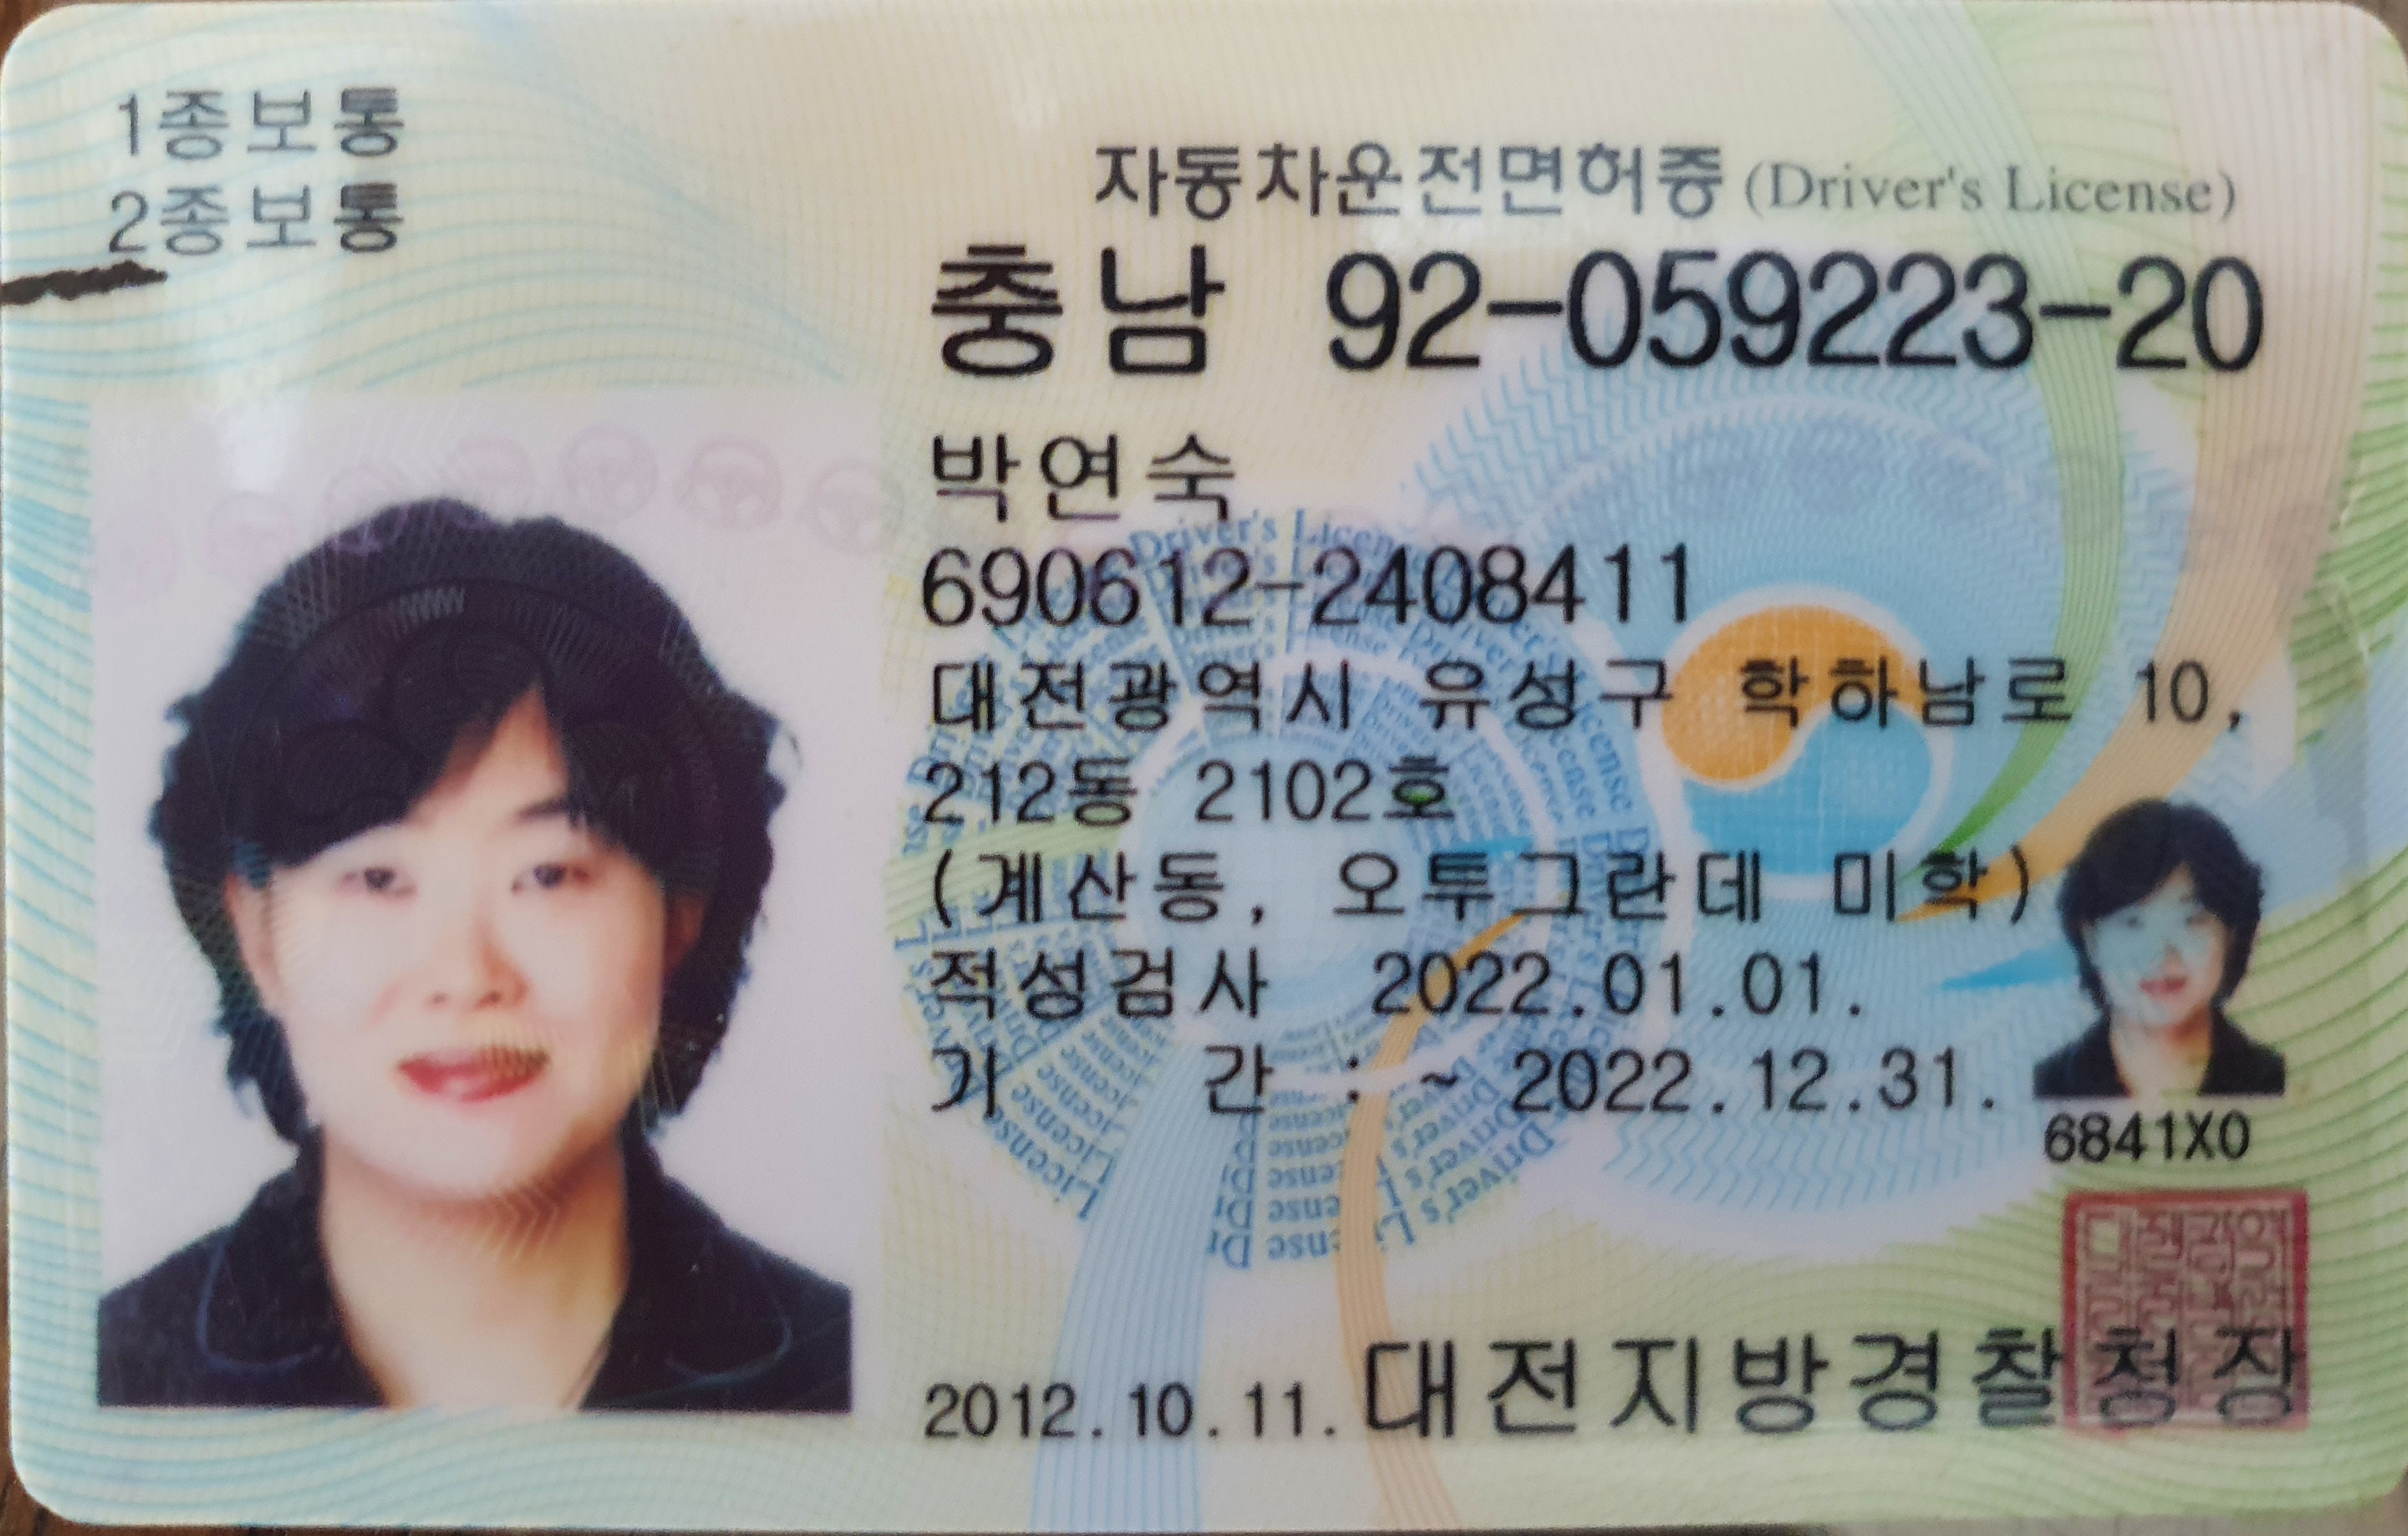 1종보통
2종보통
자동차운전면허증 (Driver's License)
충남 92-059223-20
박연숙
690612-2408411
대전광역시 유성구 학하남로 10,
212동 2102호
(계산동, 오투그란데 미학)
적성검사 2022.01.01.
기 간 : ~ 2022.12.31.
6841X0
2012.10.11. 대전지방경찰청장